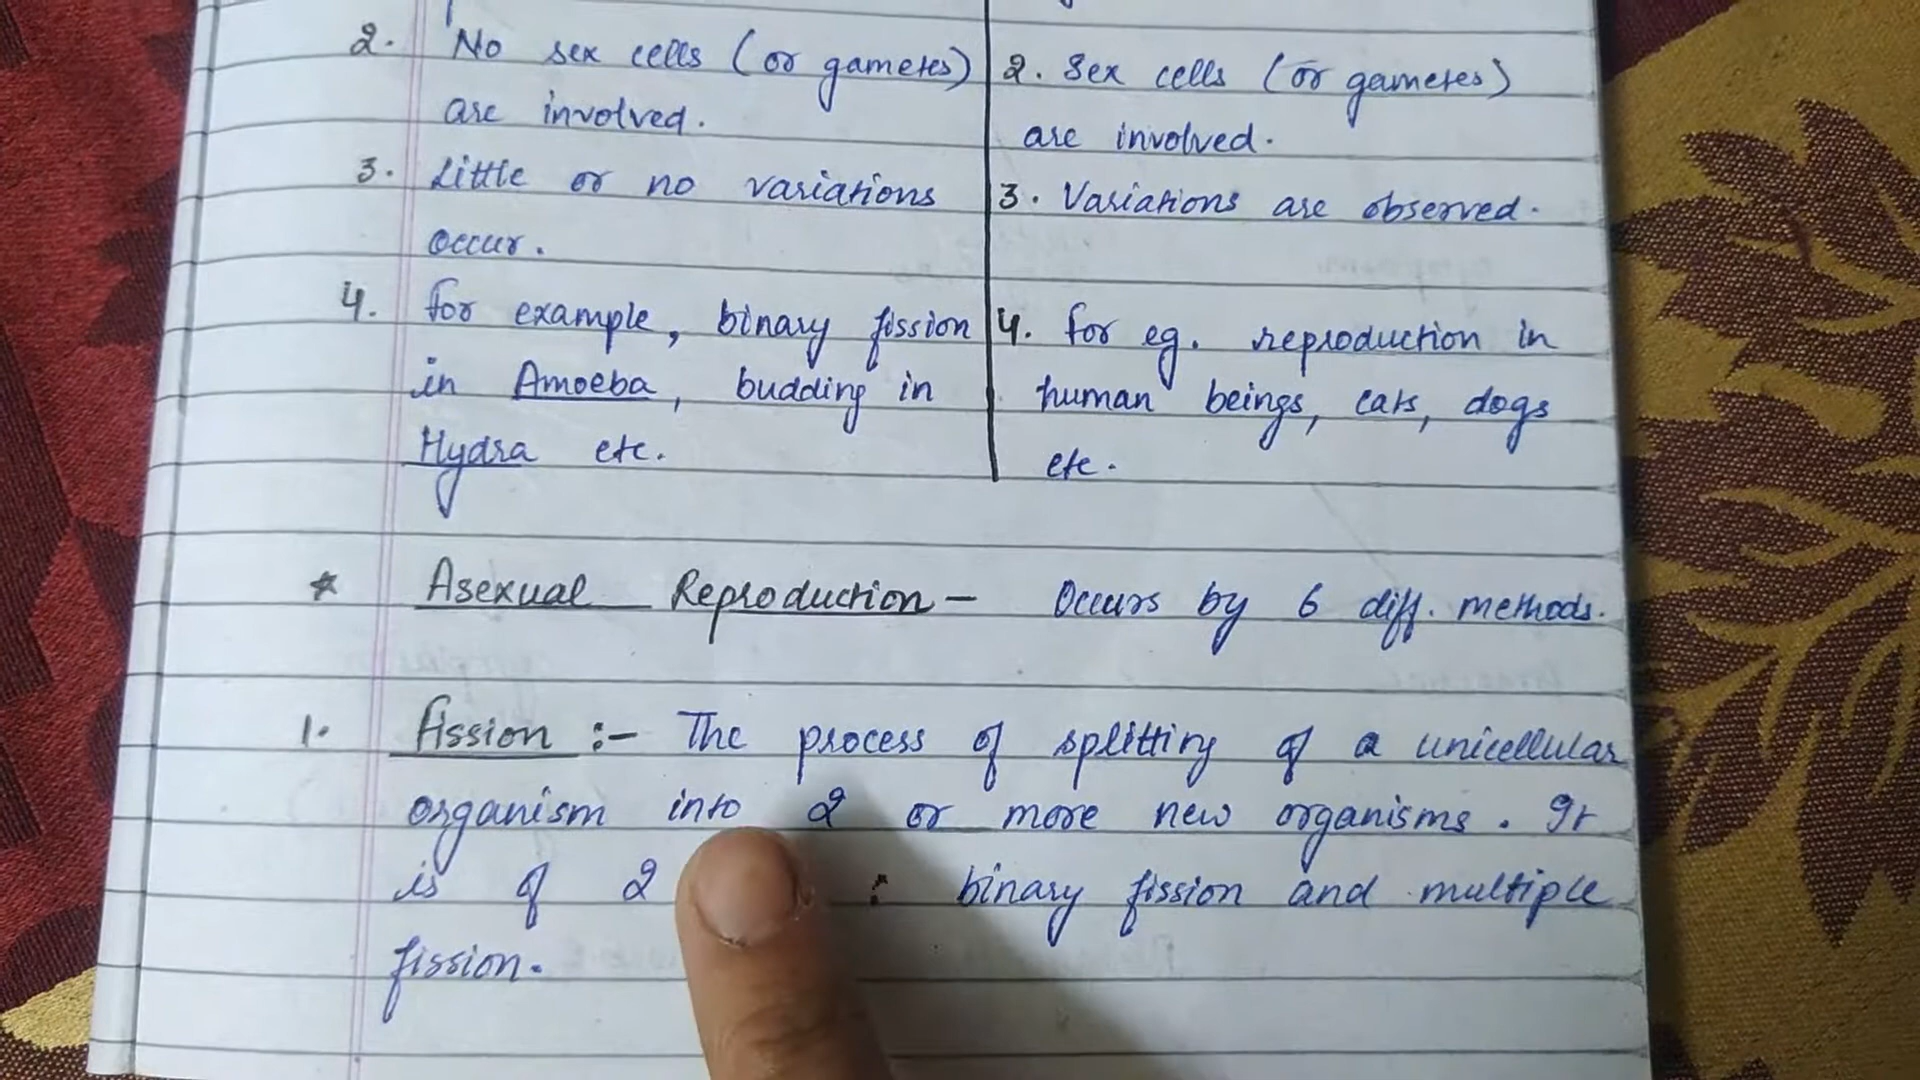 2. No sex cells (or gametes)
are involved.
3. Little or no variations
occur.
4. for example, binary fission
in Amoeba, budding in
Hydra etc.
2. Sex cells (or gametes)
are involved.
3. Variations are observed.
4. for eg. reproduction in
human beings, cats, dogs
etc.
* Asexual Reproduction - Occurs by 6 diff. methods.
1. Fission :- The process of splitting of a unicellular
organism into 2 or more new organisms. It
is of 2 : binary fission and multiple
fission.